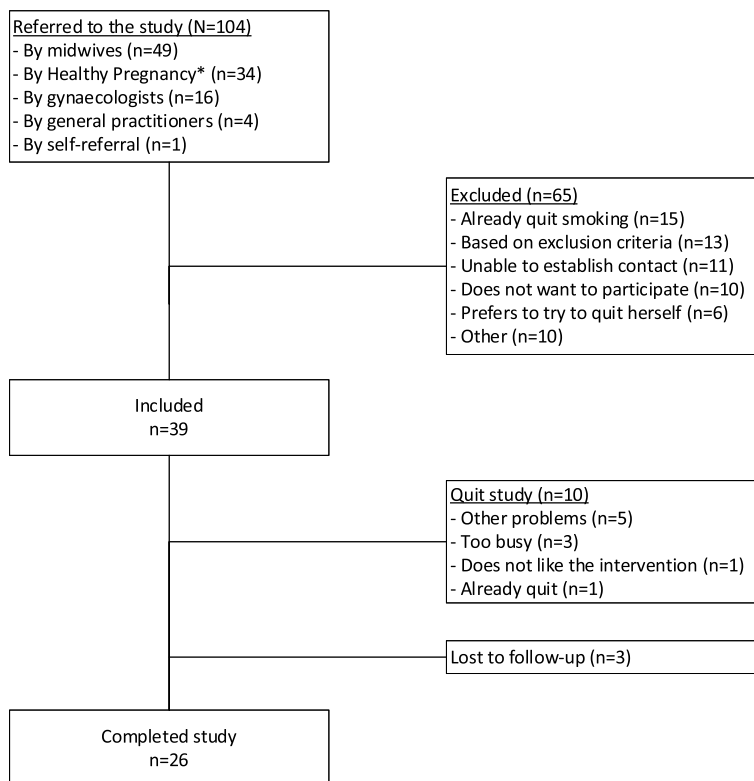 Referred to the study (N=104)
- By midwives (n=49)
- By Healthy Pregnancy* (n=34)
- By gynaecologists (n=16)
- By general practitioners (n=4)
- By self-referral (n=1)
Excluded (n=65)
- Already quit smoking (n=15)
- Based on exclusion criteria (n=13)
- Unable to establish contact (n=11)
- Does not want to participate (n=10)
- Prefers to try to quit herself (n=6)
- Other (n=10)
Included
n=39
Quit study (n=10)
- Other problems (n=5)
- Too busy (n=3)
- Does not like the intervention (n=1)
- Already quit (n=1)
Lost to follow-up (n=3)
Completed study
n=26